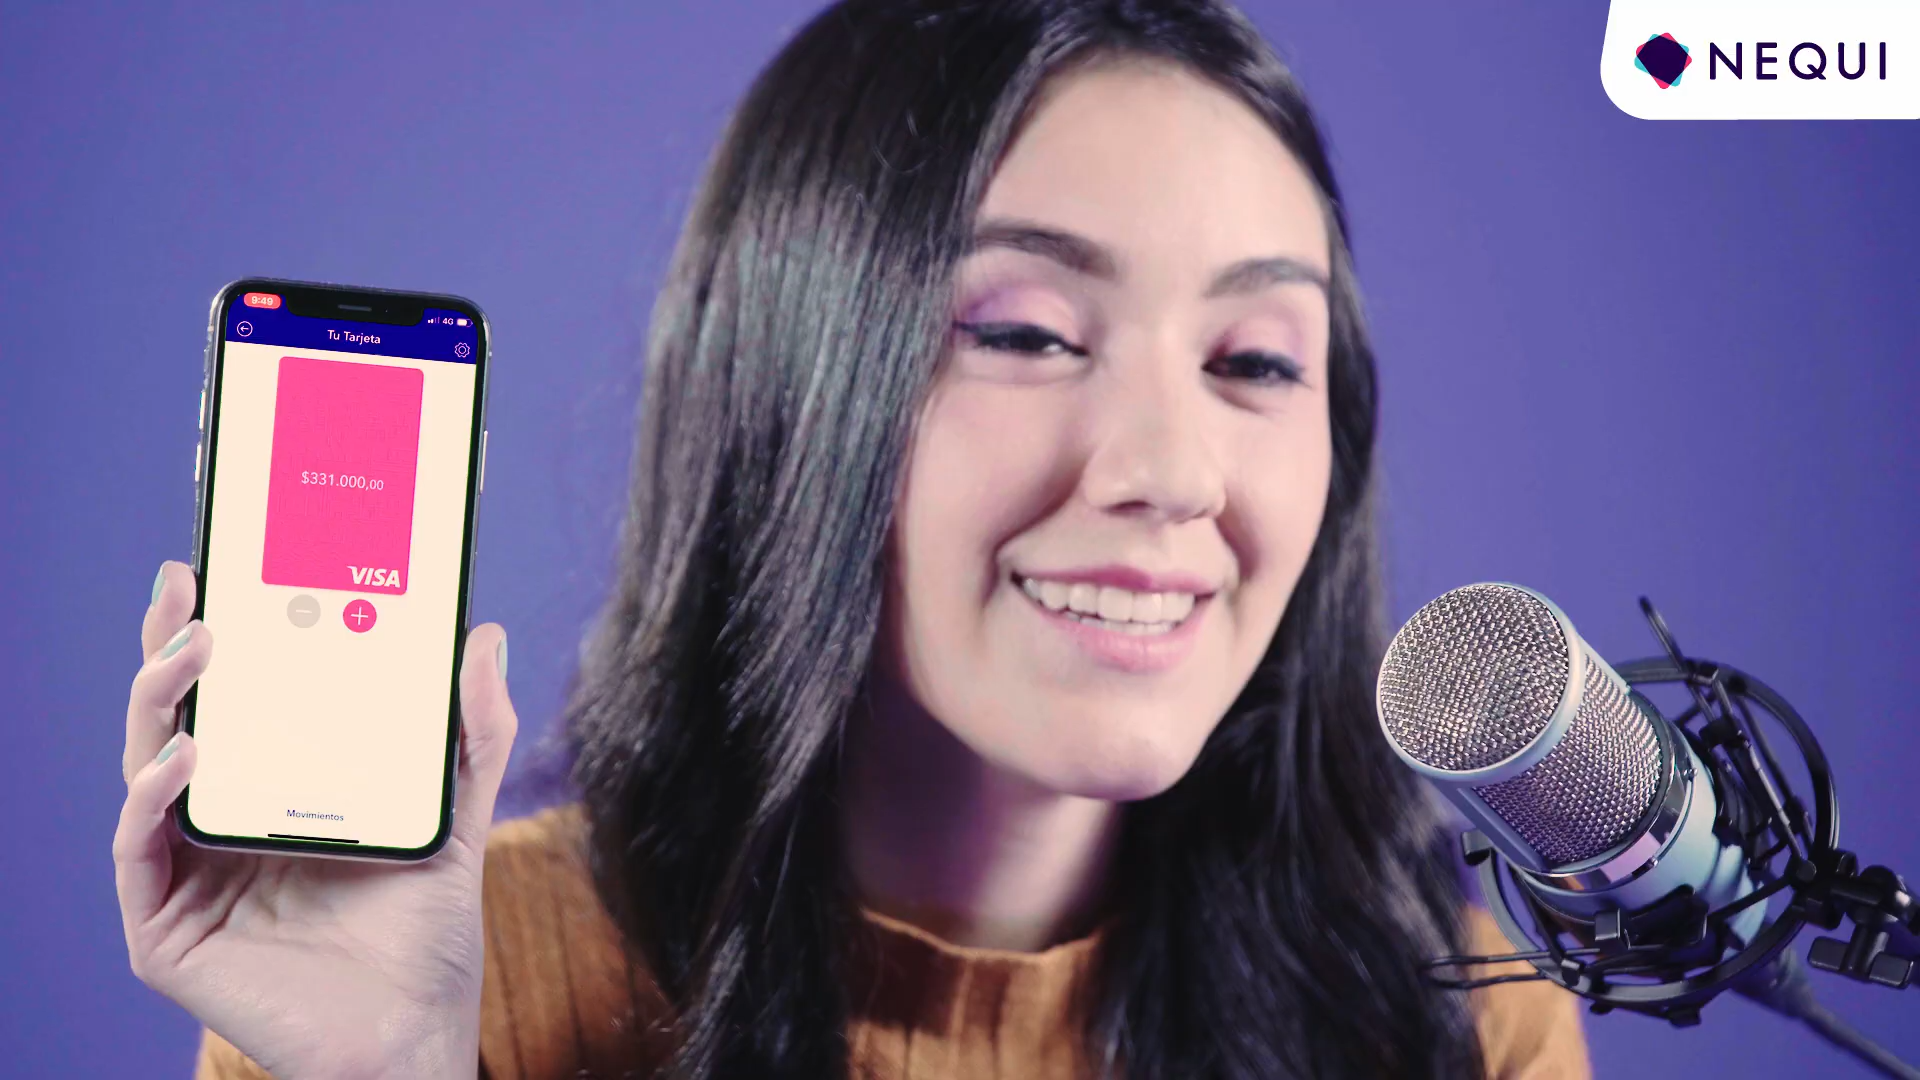 NEQUI
9:49
4G
Tu Tarjeta
$331.000,00
VISA
Movimientos